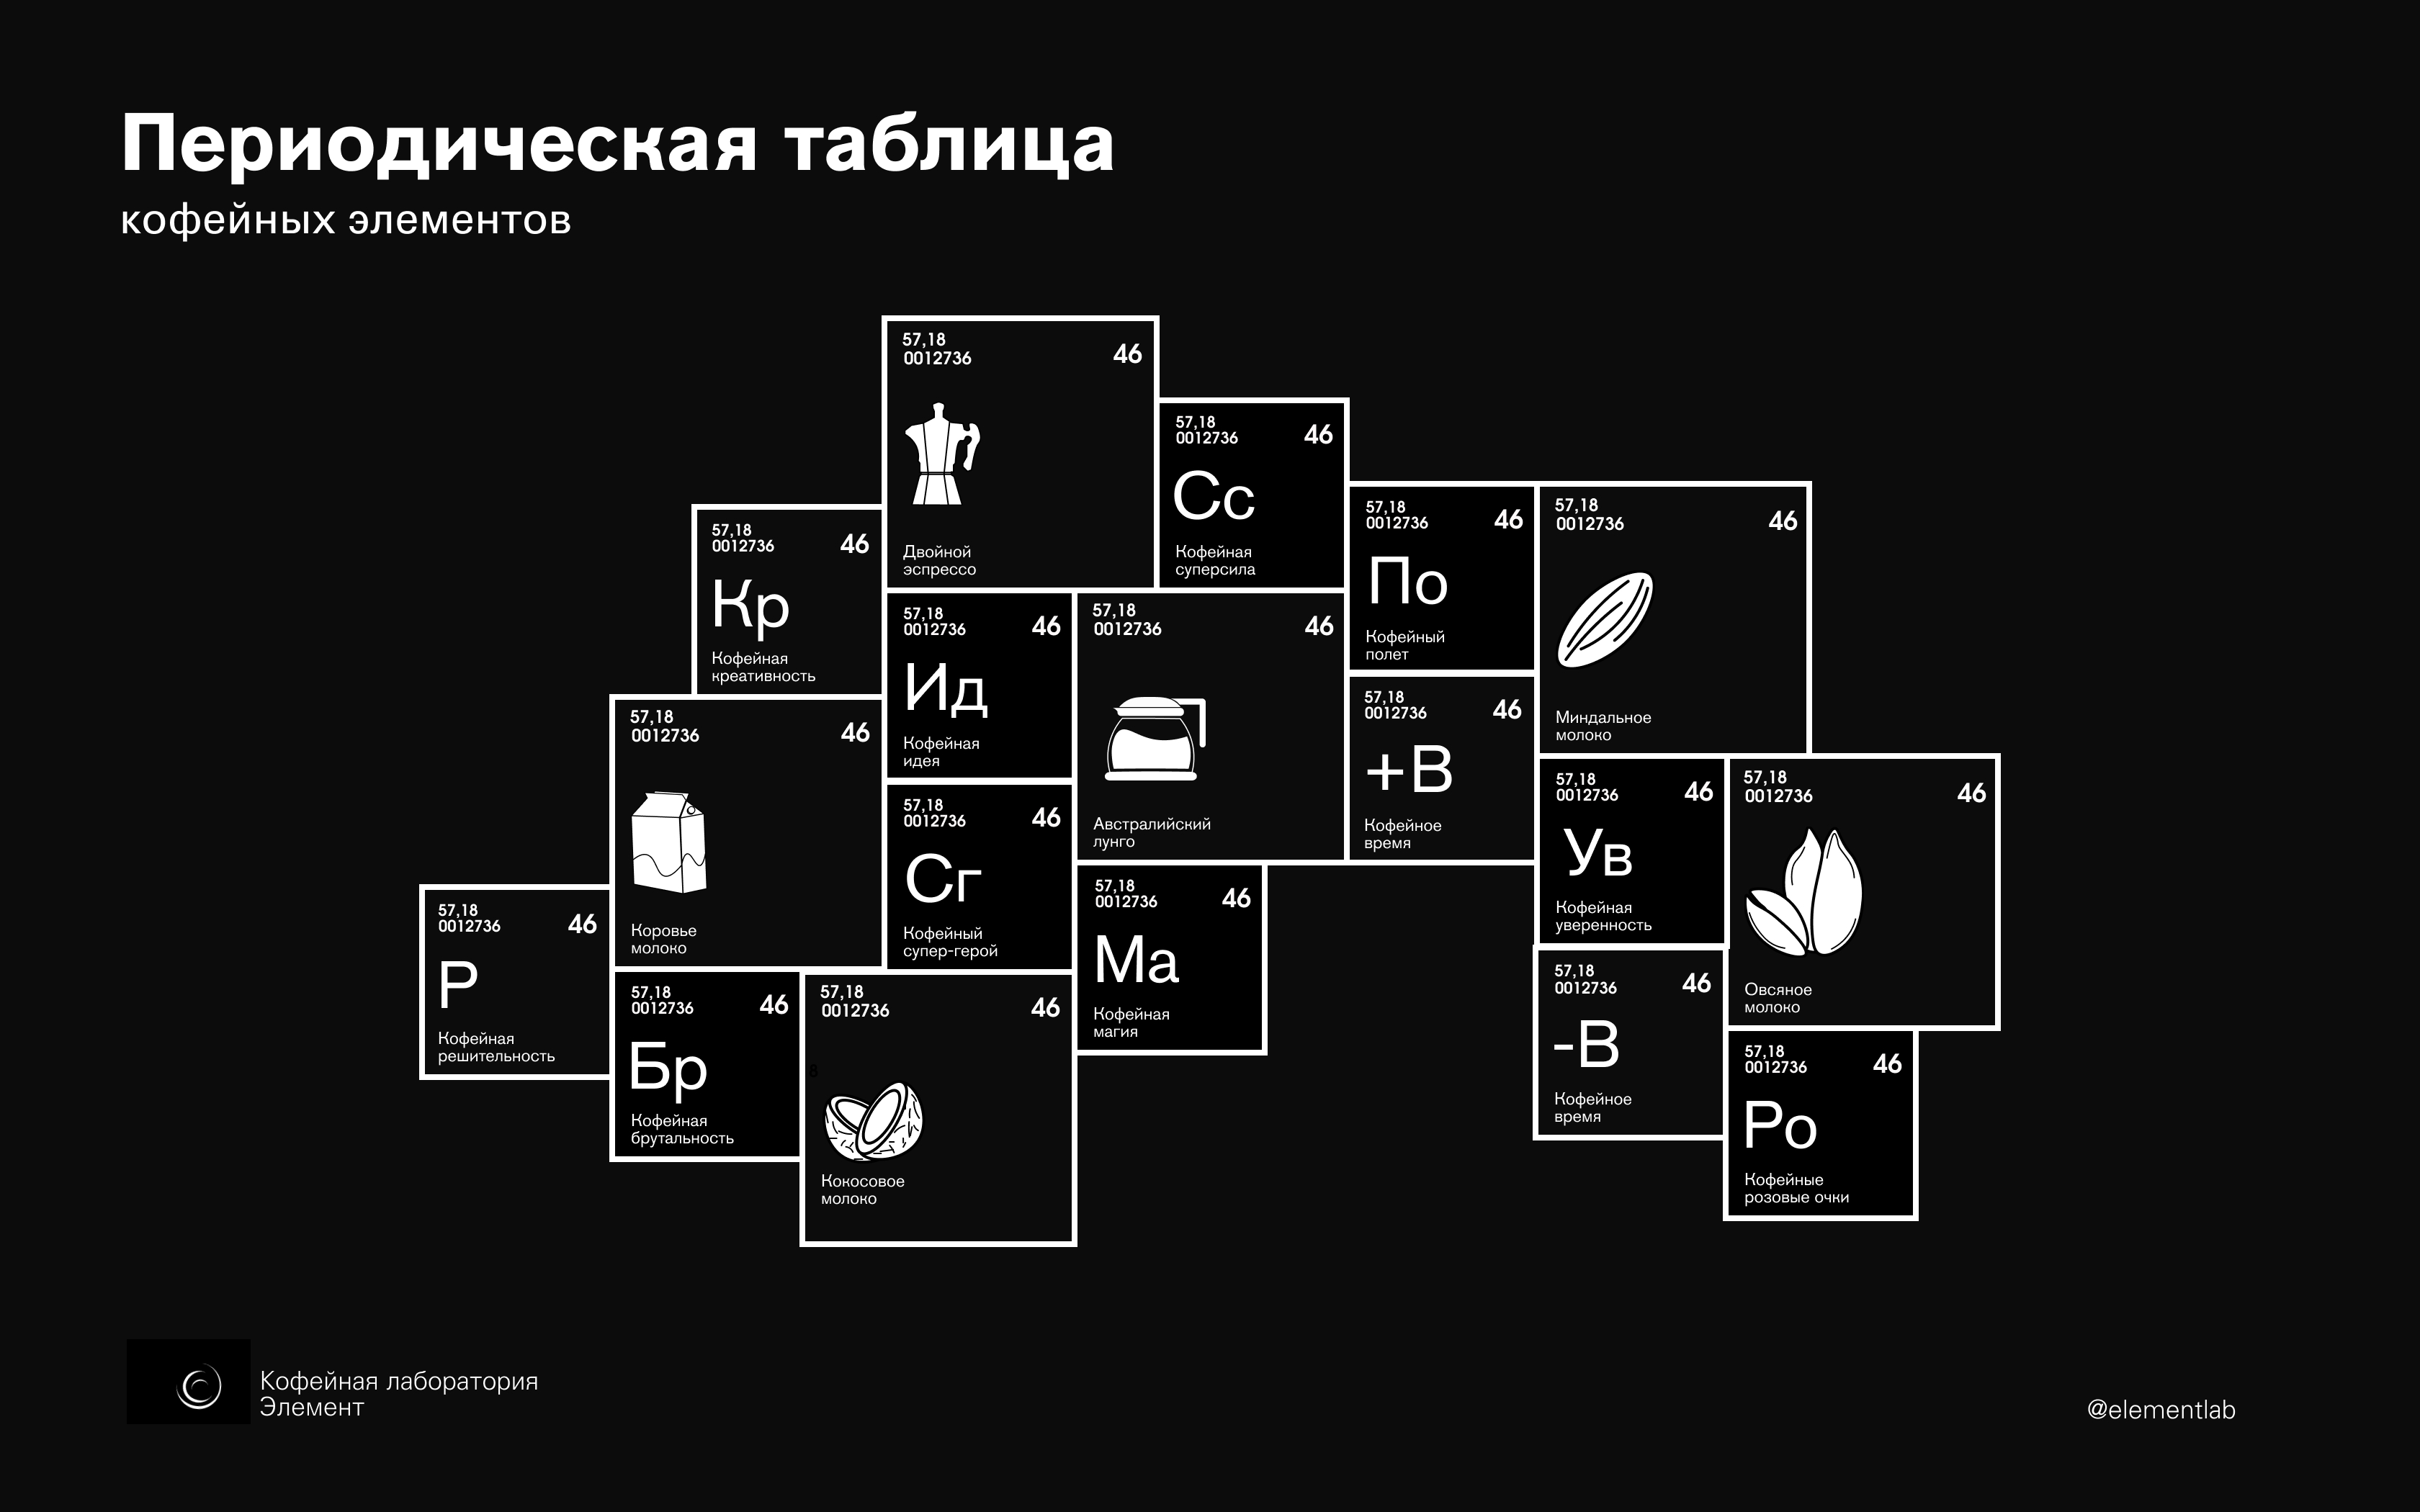 Периодическая таблица
кофейных элементов
57,18
0012736
46
Двойной
эспрессо
57,18
0012736
46
Сс
Кофейная
суперсила
57,18
0012736
46
По
Кофейный
полет
57,18
0012736
46
Миндальное
молоко
57,18
0012736
46
Кр
Кофейная
креативность
57,18
0012736
46
Ид
Кофейная
идея
57,18
0012736
46
Австралийский
лунго
57,18
0012736
46
+В
Кофейное
время
57,18
0012736
46
Коровье
молоко
57,18
0012736
46
Сг
Кофейный
супер-герой
57,18
0012736
46
Ув
Кофейная
уверенность
57,18
0012736
46
Овсяное
молоко
57,18
0012736
46
Р
Кофейная
решительность
57,18
0012736
46
Ма
Кофейная
магия
57,18
0012736
46
Бр
Кофейная
брутальность
57,18
0012736
46
8
Кокосовое
молоко
57,18
0012736
46
-В
Кофейное
время
57,18
0012736
46
Ро
Кофейные
розовые очки
Кофейная лаборатория
Элемент
@elementlab